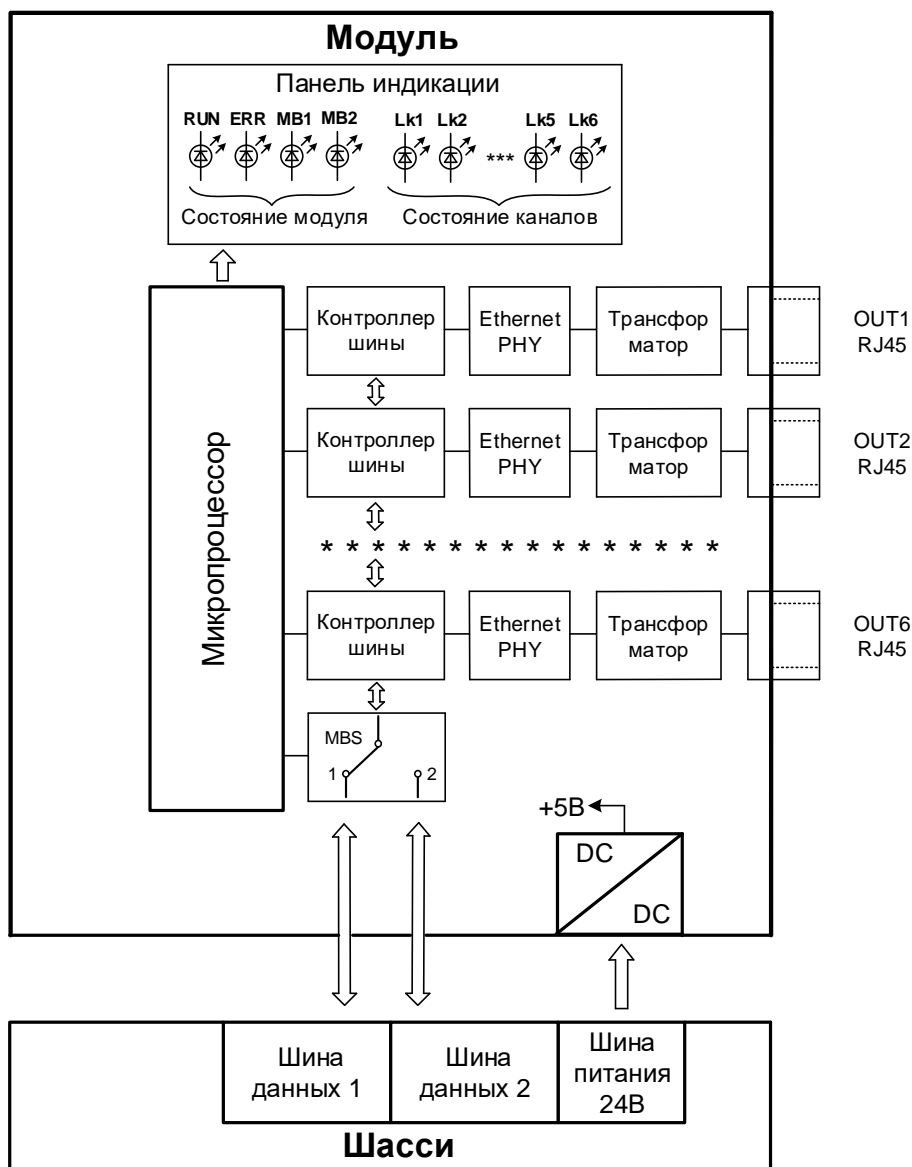 Модуль
Панель индикации
RUN ERR MB1 MB2 Lk1 Lk2 *** Lk5 Lk6
Состояние модуля
Состояние каналов
Микропроцессор
Контроллер
шины
Ethernet
PHY
Трансфор
матор
OUT1
RJ45
Контроллер
шины
Ethernet
PHY
Трансфор
матор
OUT2
RJ45
* * * * * * * * * * * * * * * *
Контроллер
шины
Ethernet
PHY
Трансфор
матор
OUT6
RJ45
MBS
1 2
+5В
DC
DC
Шина
данных 1
Шина
данных 2
Шина
питания
24В
Шасси